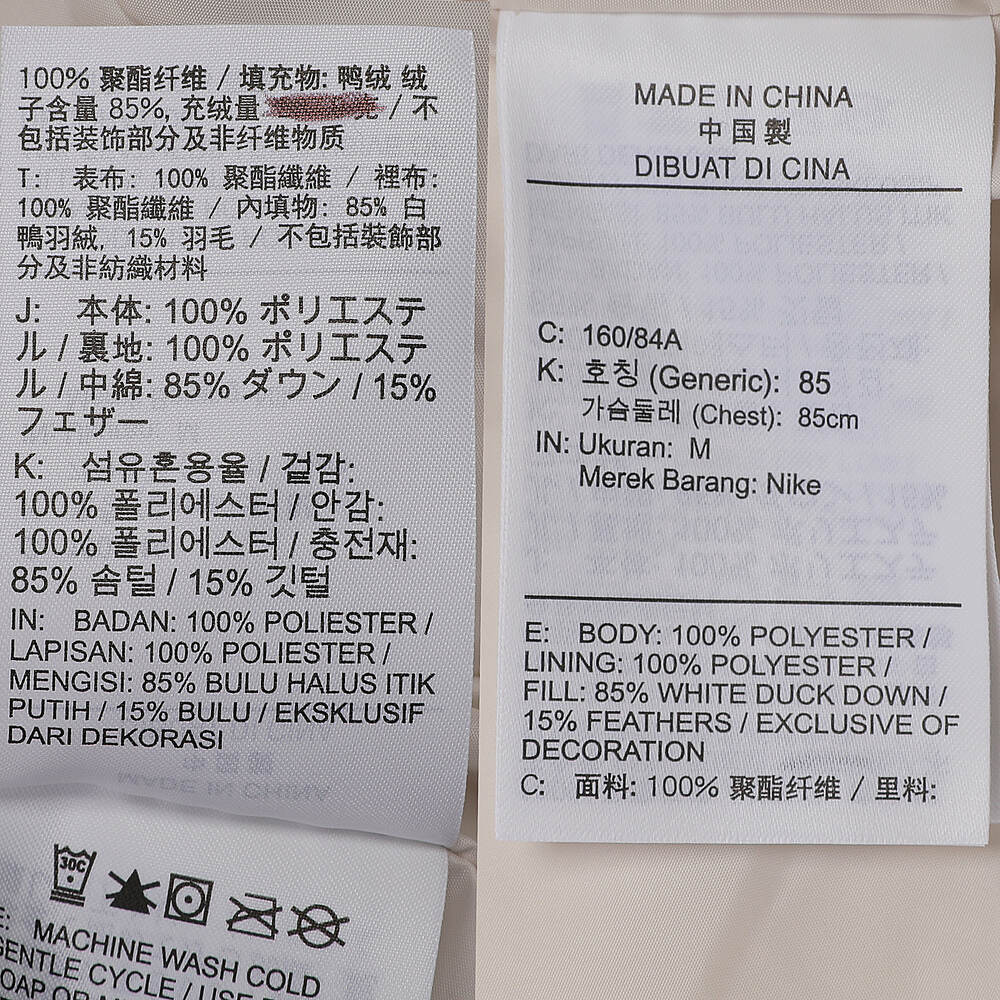 100% 聚酯纤维 / 填充物: 鸭绒 绒
子含量 85%, 充绒量 / 不
包括装饰部分及非纤维物质
T: 表布: 100% 聚酯纖維 / 裡布:
100% 聚酯纖維 / 內填物: 85% 白
鴨羽絨, 15% 羽毛 / 不包括裝飾部
分及非紡織材料
J: 本体: 100% ポリエステ
ル / 裏地: 100% ポリエステ
ル / 中綿: 85% ダウン / 15%
フェザー
K: 섬유혼용율 / 겉감:
100% 폴리에스터 / 안감:
100% 폴리에스터 / 충전재:
85% 솜털 / 15% 깃털
IN: BADAN: 100% POLIESTER /
LAPISAN: 100% POLIESTER /
MENGISI: 85% BULU HALUS ITIK
PUTIH / 15% BULU / EKSKLUSIF
DARI DEKORASI
30C
E: MACHINE WASH COLD
GENTLE CYCLE / USE
MADE IN CHINA
中国製
DIBUAT DI CINA
C: 160/84A
K: 호칭 (Generic): 85
가슴둘레 (Chest): 85cm
IN: Ukuran: M
Merek Barang: Nike
E: BODY: 100% POLYESTER /
LINING: 100% POLYESTER /
FILL: 85% WHITE DUCK DOWN /
15% FEATHERS / EXCLUSIVE OF
DECORATION
C: 面料: 100% 聚酯纤维 / 里料: